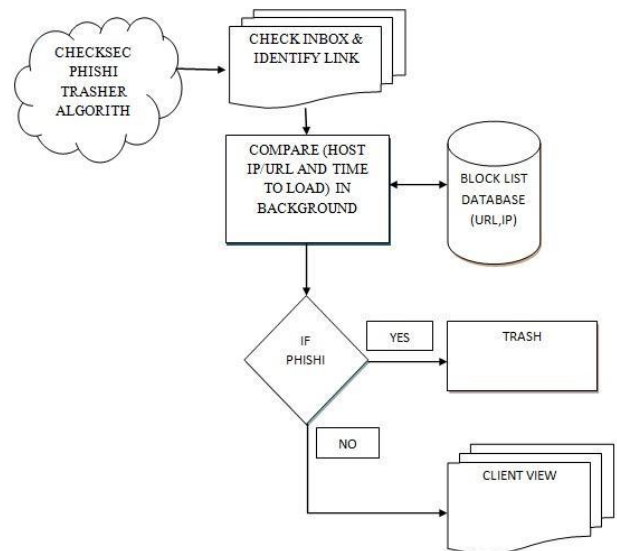 CHECKSEC
PHISHI
TRASHER
ALGORITH
CHECK INBOX &
IDENTIFY LINK
COMPARE (HOST
IP/URL AND TIME
TO LOAD) IN
BACKGROUND
BLOCK LIST
DATABASE
(URL,IP)
IF
PHISHI
YES
TRASH
NO
CLIENT VIEW